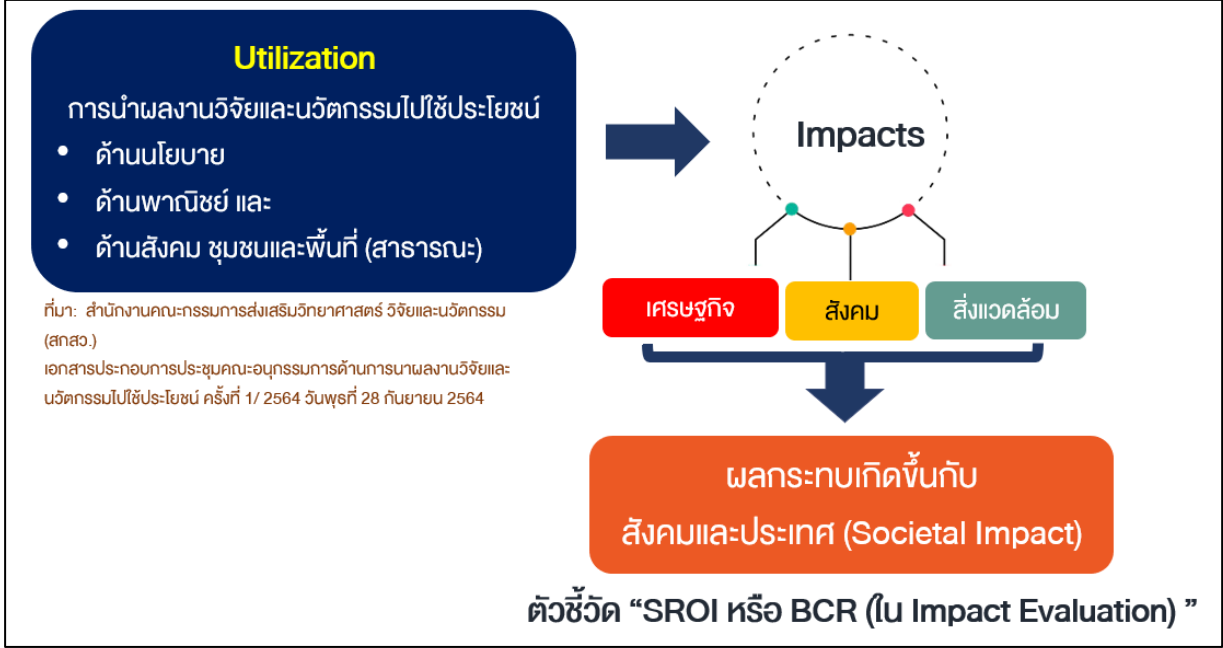 Utilization
การนำผลงานวิจัยและนวัตกรรมไปใช้ประโยชน์
• ด้านนโยบาย
• ด้านพาณิชย์ และ
• ด้านสังคม ชุมชนและพื้นที่ (สาธารณะ)
ที่มา: สำนักงานคณะกรรมการส่งเสริมวิทยาศาสตร์ วิจัยและนวัตกรรม
(สกสว.)
เอกสารประกอบการประชุมคณะอนุกรรมการด้านการนาผลงานวิจัยและ
นวัตกรรมไปใช้ประโยชน์ ครั้งที่ 1/ 2564 วันพุธที่ 28 กันยายน 2564
Impacts
เศรษฐกิจ
สังคม
สิ่งแวดล้อม
ผลกระทบเกิดขึ้นกับ
สังคมและประเทศ (Societal Impact)
ตัวชี้วัด “SROI หรือ BCR (ใน Impact Evaluation) ”